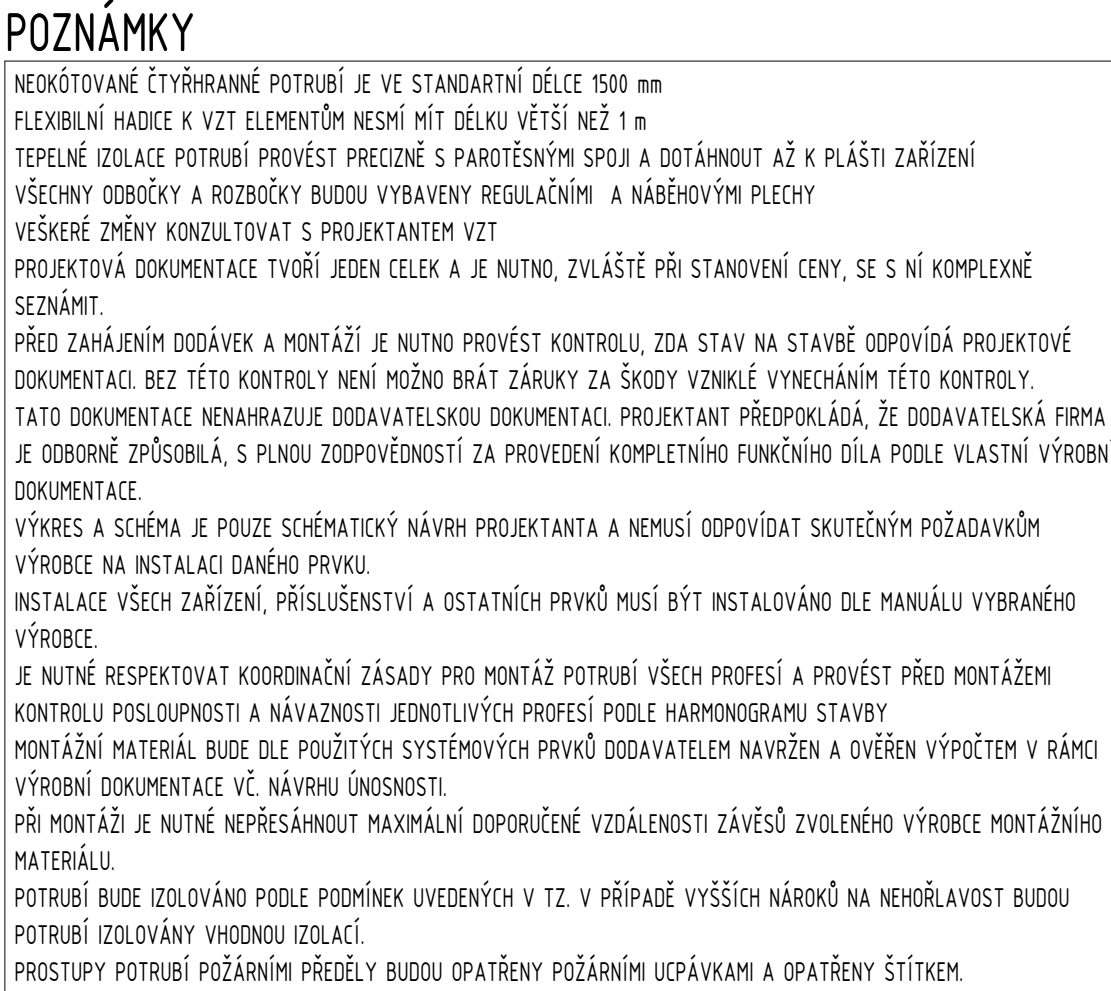 POZNÁMKY
NEOKÓTOVANÉ ČTYŘHRANNÉ POTRUBÍ JE VE STANDARTNÍ DÉLCE 1500 mm
FLEXIBILNÍ HADICE K VZT ELEMENTŮM NESMÍ MÍT DÉLKU VĚTŠÍ NEŽ 1 m
TEPELNÉ IZOLACE POTRUBÍ PROVÉST PRECIZNĚ S PAROTĚSNÝMI SPOJI A DOTÁHNOUT AŽ K PLÁŠTI ZAŘÍZENÍ
VŠECHNY ODBOČKY A ROZBOČKY BUDOU VYBAVENY REGULAČNÍMI A NÁBĚHOVÝMI PLECHY
VEŠKERÉ ZMĚNY KONZULTOVAT S PROJEKTANTEM VZT
PROJEKTOVÁ DOKUMENTACE TVOŘÍ JEDEN CELEK A JE NUTNO, ZVLÁŠTĚ PŘI STANOVENÍ CENY, SE S NÍ KOMPLEXNĚ
SEZNÁMIT.
PŘED ZAHÁJENÍM DODÁVEK A MONTÁŽÍ JE NUTNO PROVÉST KONTROLU, ZDA STAV NA STAVBĚ ODPOVÍDÁ PROJEKTOVÉ
DOKUMENTACI. BEZ TÉTO KONTROLY NENÍ MOŽNO BRÁT ZÁRUKY ZA ŠKODY VZNIKLÉ VYNECHÁNÍM TÉTO KONTROLY.
TATO DOKUMENTACE NENAHRAZUJE DODAVATELSKOU DOKUMENTACI. PROJEKTANT PŘEDPOKLÁDÁ, ŽE DODAVATELSKÁ FIRMA
JE ODBORNĚ ZPŮSOBILÁ, S PLNOU ZODPOVĚDNOSTÍ ZA PROVEDENÍ KOMPLETNÍHO FUNKČNÍHO DÍLA PODLE VLASTNÍ VÝROBNÍ
DOKUMENTACE.
VÝKRES A SCHÉMA JE POUZE SCHÉMATICKÝ NÁVRH PROJEKTANTA A NEMUSÍ ODPOVÍDAT SKUTEČNÝM POŽADAVKŮM
VÝROBCE NA INSTALACI DANÉHO PRVKU.
INSTALACE VŠECH ZAŘÍZENÍ, PŘÍSLUŠENSTVÍ A OSTATNÍCH PRVKŮ MUSÍ BÝT INSTALOVÁNO DLE MANUÁLU VYBRANÉHO
VÝROBCE.
JE NUTNÉ RESPEKTOVAT KOORDINAČNÍ ZÁSADY PRO MONTÁŽ POTRUBÍ VŠECH PROFESÍ A PROVÉST PŘED MONTÁŽEMI
KONTROLU POSLOUPNOSTI A NÁVAZNOSTI JEDNOTLIVÝCH PROFESÍ PODLE HARMONOGRAMU STAVBY
MONTÁŽNÍ MATERIÁL BUDE DLE POUŽITÝCH SYSTÉMOVÝCH PRVKŮ DODAVATELEM NAVRŽEN A OVĚŘEN VÝPOČTEM V RÁMCI
VÝROBNÍ DOKUMENTACE VČ. NÁVRHU ÚNOSNOSTI.
PŘI MONTÁŽI JE NUTNÉ NEPŘESÁHNOUT MAXIMÁLNÍ DOPORUČENÉ VZDÁLENOSTI ZÁVĚSŮ ZVOLENÉHO VÝROBCE MONTÁŽNÍHO
MATERIÁLU.
POTRUBÍ BUDE IZOLOVÁNO PODLE PODMÍNEK UVEDENÝCH V TZ. V PŘÍPADĚ VYŠŠÍCH NÁROKŮ NA NEHOŘLAVOST BUDOU
POTRUBÍ IZOLOVÁNY VHODNOU IZOLACÍ.
PROSTUPY POTRUBÍ POŽÁRNÍMI PŘEDĚLY BUDOU OPATŘENY POŽÁRNÍMI UCPÁVKAMI A OPATŘENY ŠTÍTKEM.